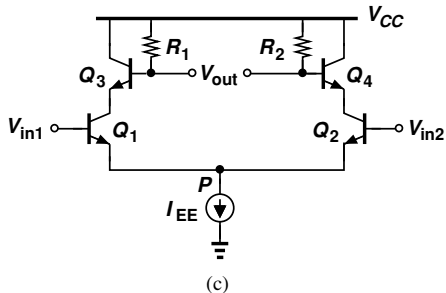 V_CC
R_1 R_2
Q_3 V_out Q_4
V_in1 Q_1 Q_2 V_in2
P
I_EE
(c)